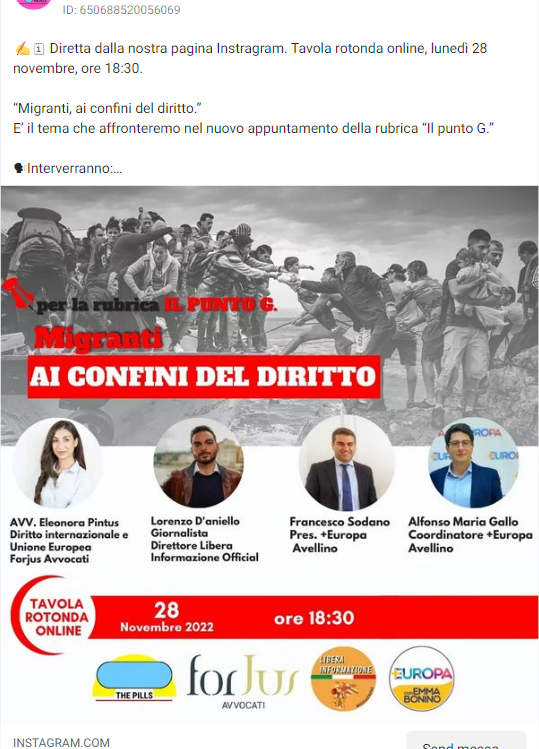 ID: 650688520056069
✍️🗓 Diretta dalla nostra pagina Instragram. Tavola rotonda online, lunedì 28
novembre, ore 18:30.
“Migranti, ai confini del diritto.”
E’ il tema che affronteremo nel nuovo appuntamento della rubrica “Il punto G.”
🗣Interverranno:...
per la rubrica IL PUNTO G.
Migranti
AI CONFINI DEL DIRITTO
AVV. Eleonora Pintus
Diritto internazionale e
Unione Europea
Forjus Avvocati
Lorenzo D'aniello
Giornalista
Direttore Libera
Informazione Official
Francesco Sodano
Pres. +Europa
Avellino
Alfonso Maria Gallo
Coordinatore +Europa
Avellino
TAVOLA
ROTONDA
ONLINE
28
Novembre 2022
ore 18:30
THE PILLS
forJus
AVVOCATI
LIBERA
INFORMAZIONE
+EUROPA
CON EMMA
BONINO
INSTAGRAM.COM